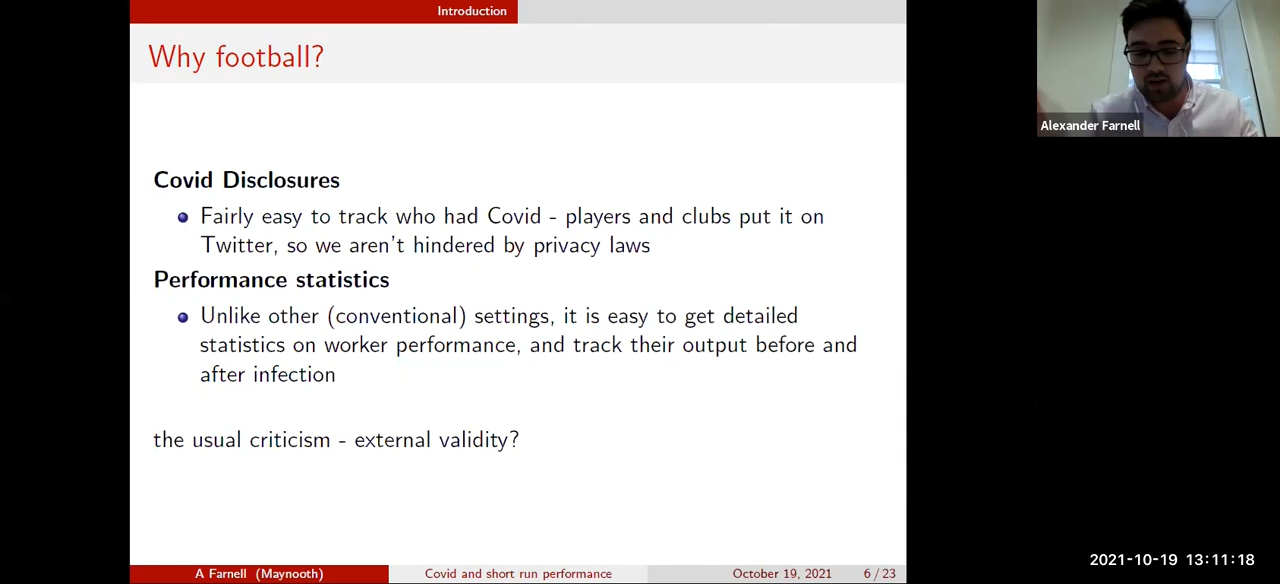 Introduction
Why football?
Covid Disclosures
Fairly easy to track who had Covid - players and clubs put it on
Twitter, so we aren't hindered by privacy laws
Performance statistics
Unlike other (conventional) settings, it is easy to get detailed
statistics on worker performance, and track their output before and
after infection
the usual criticism - external validity?
A Farnell (Maynooth)
Covid and short run performance
October 19, 2021
6 / 23
Alexander Farnell
2021-10-19 13:11:18